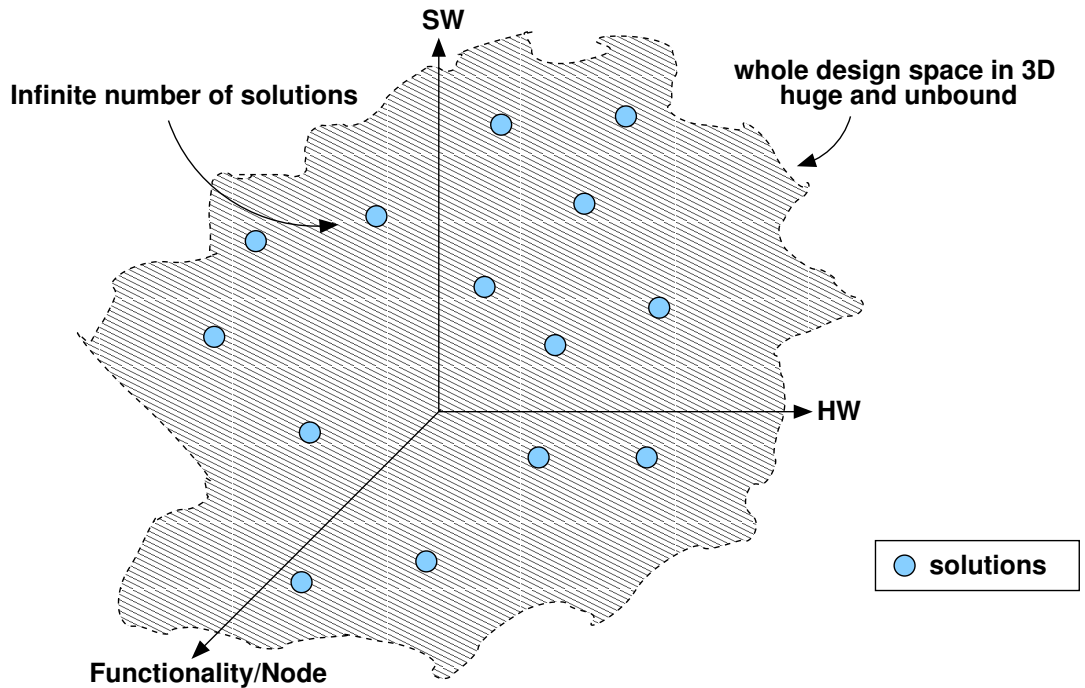 SW
Infinite number of solutions
whole design space in 3D
huge and unbound
HW
solutions
Functionality/Node